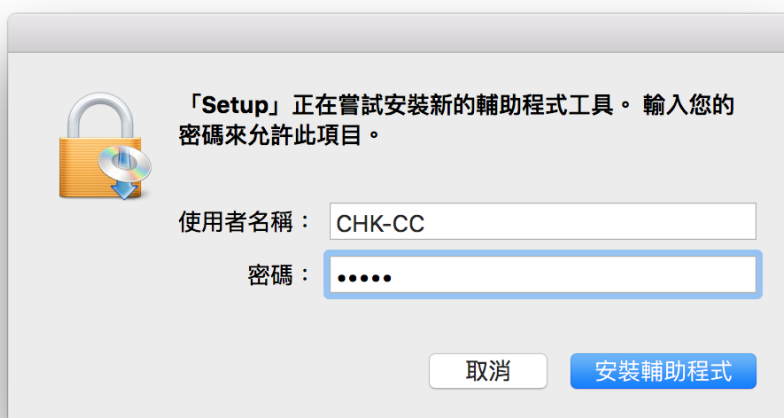 「Setup」正在嘗試安裝新的輔助程式工具。 輸入您的
密碼來允許此項目。
使用者名稱： CHK-CC
密碼： •••••
取消 安裝輔助程式